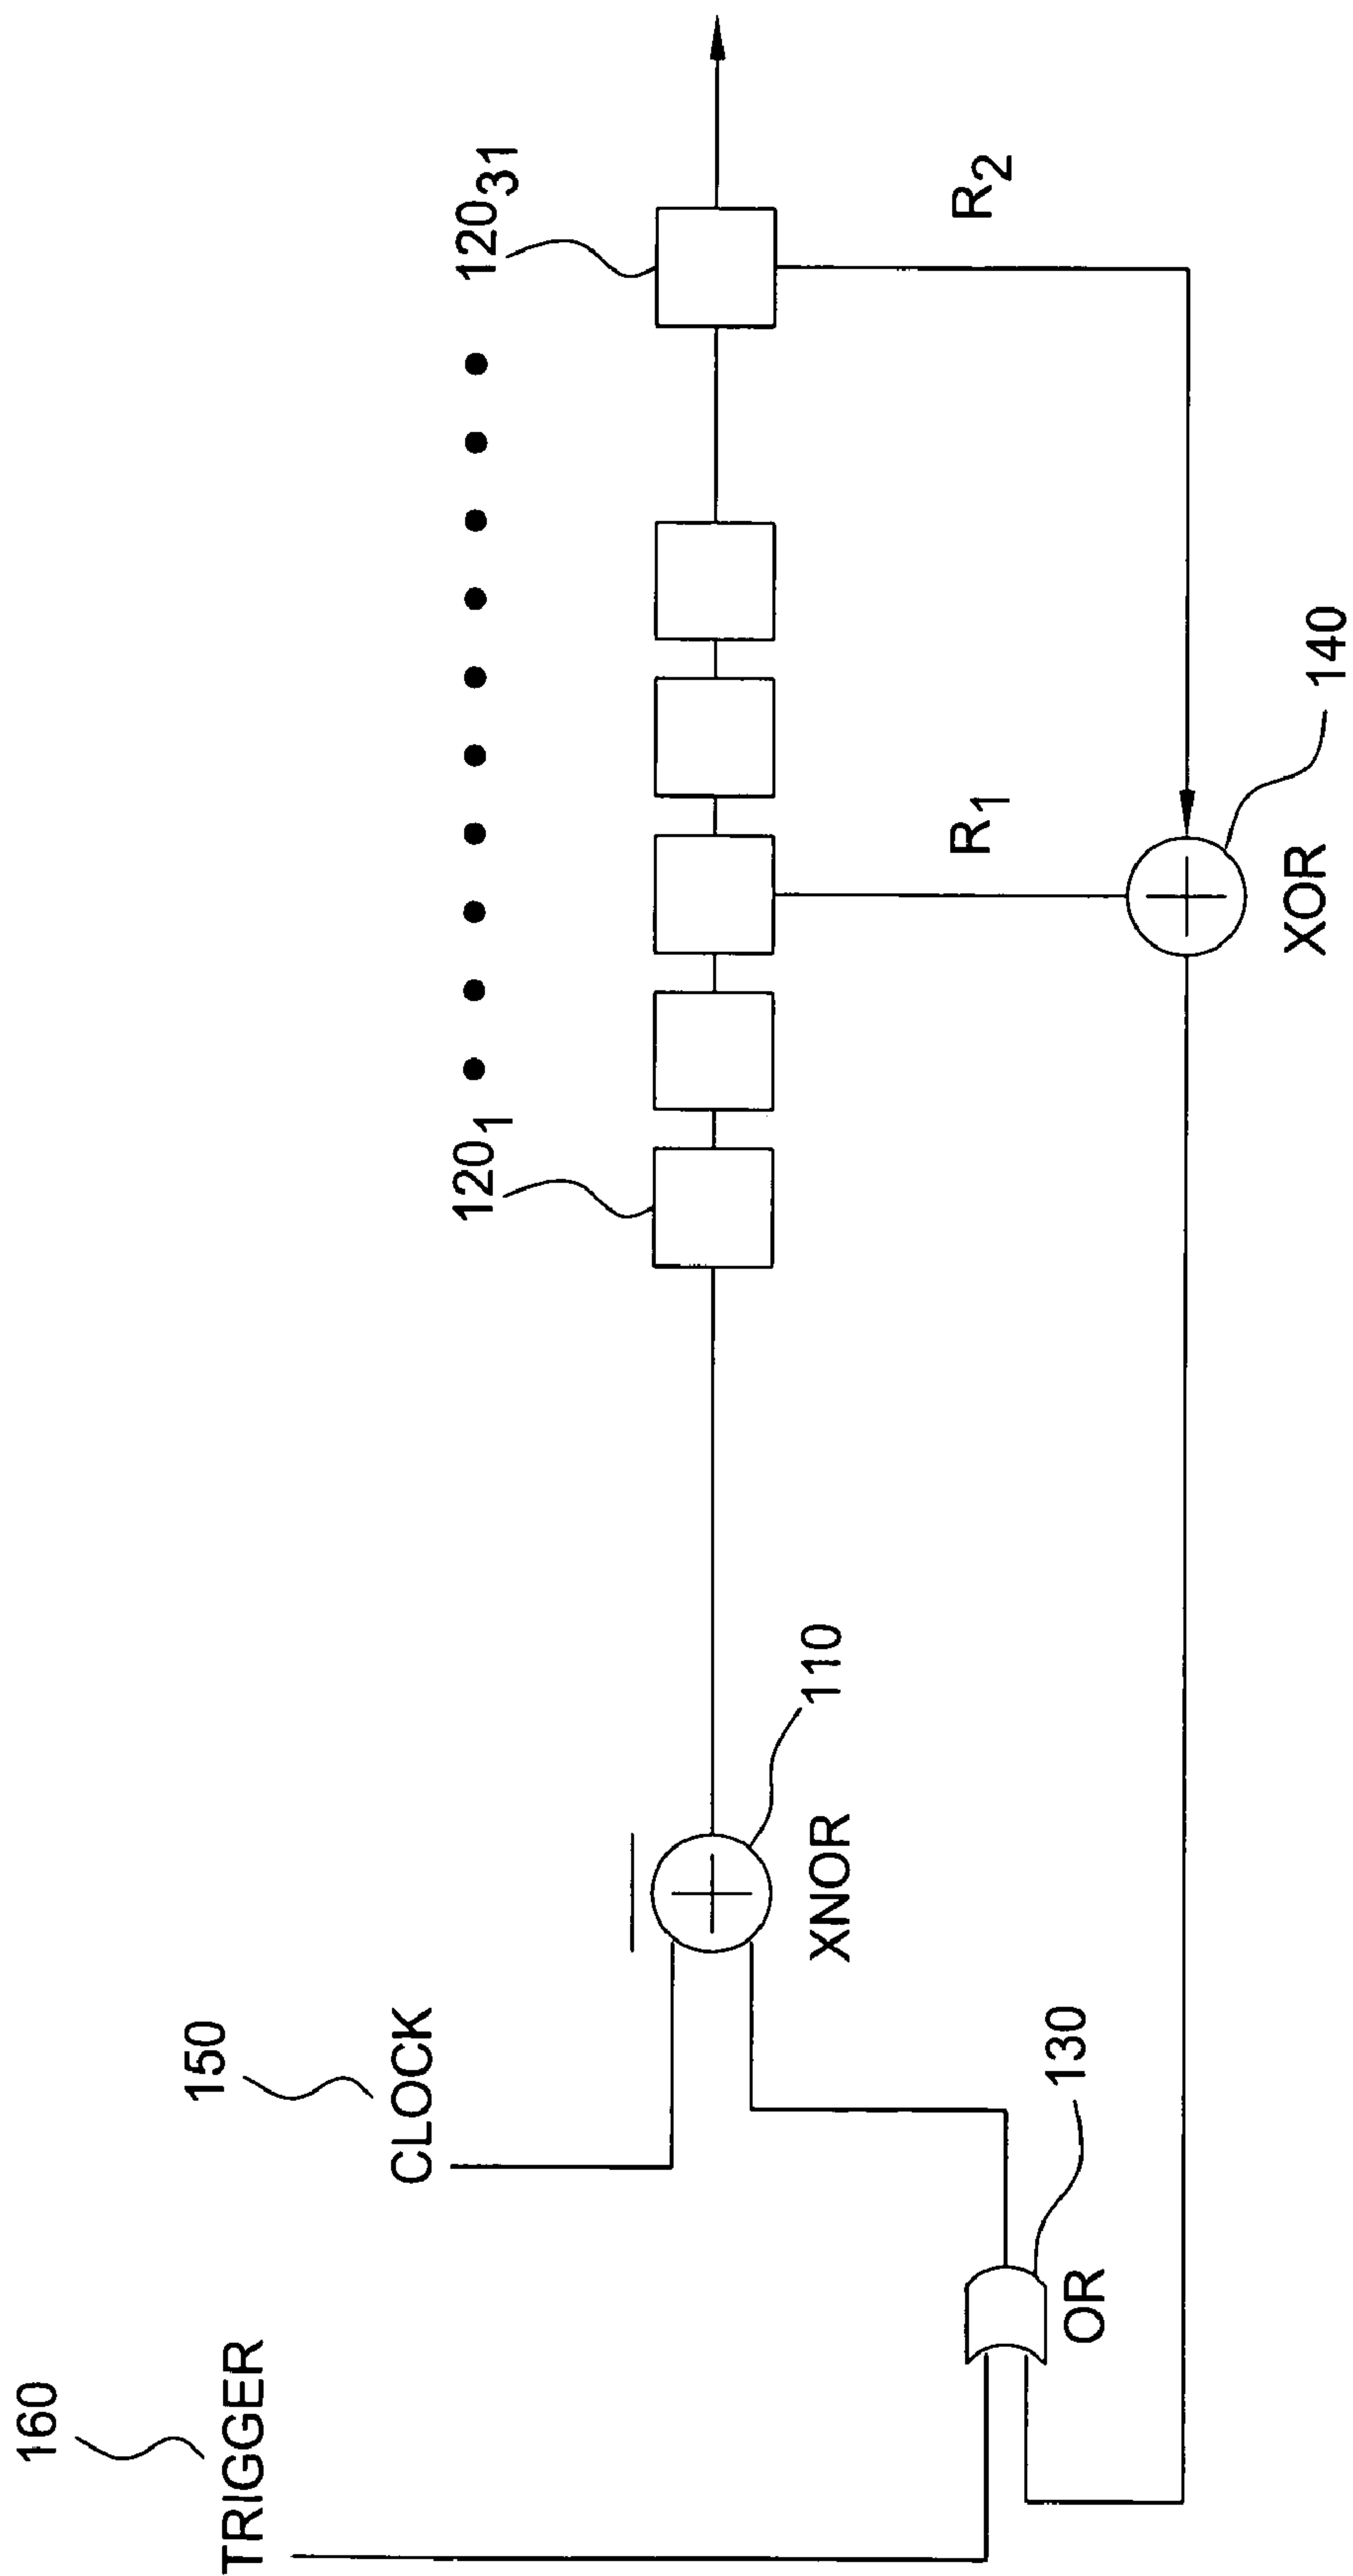 160
TRIGGER
150
CLOCK
XNOR
110
OR
130
120₁
120₃₁
R₁
R₂
XOR
140